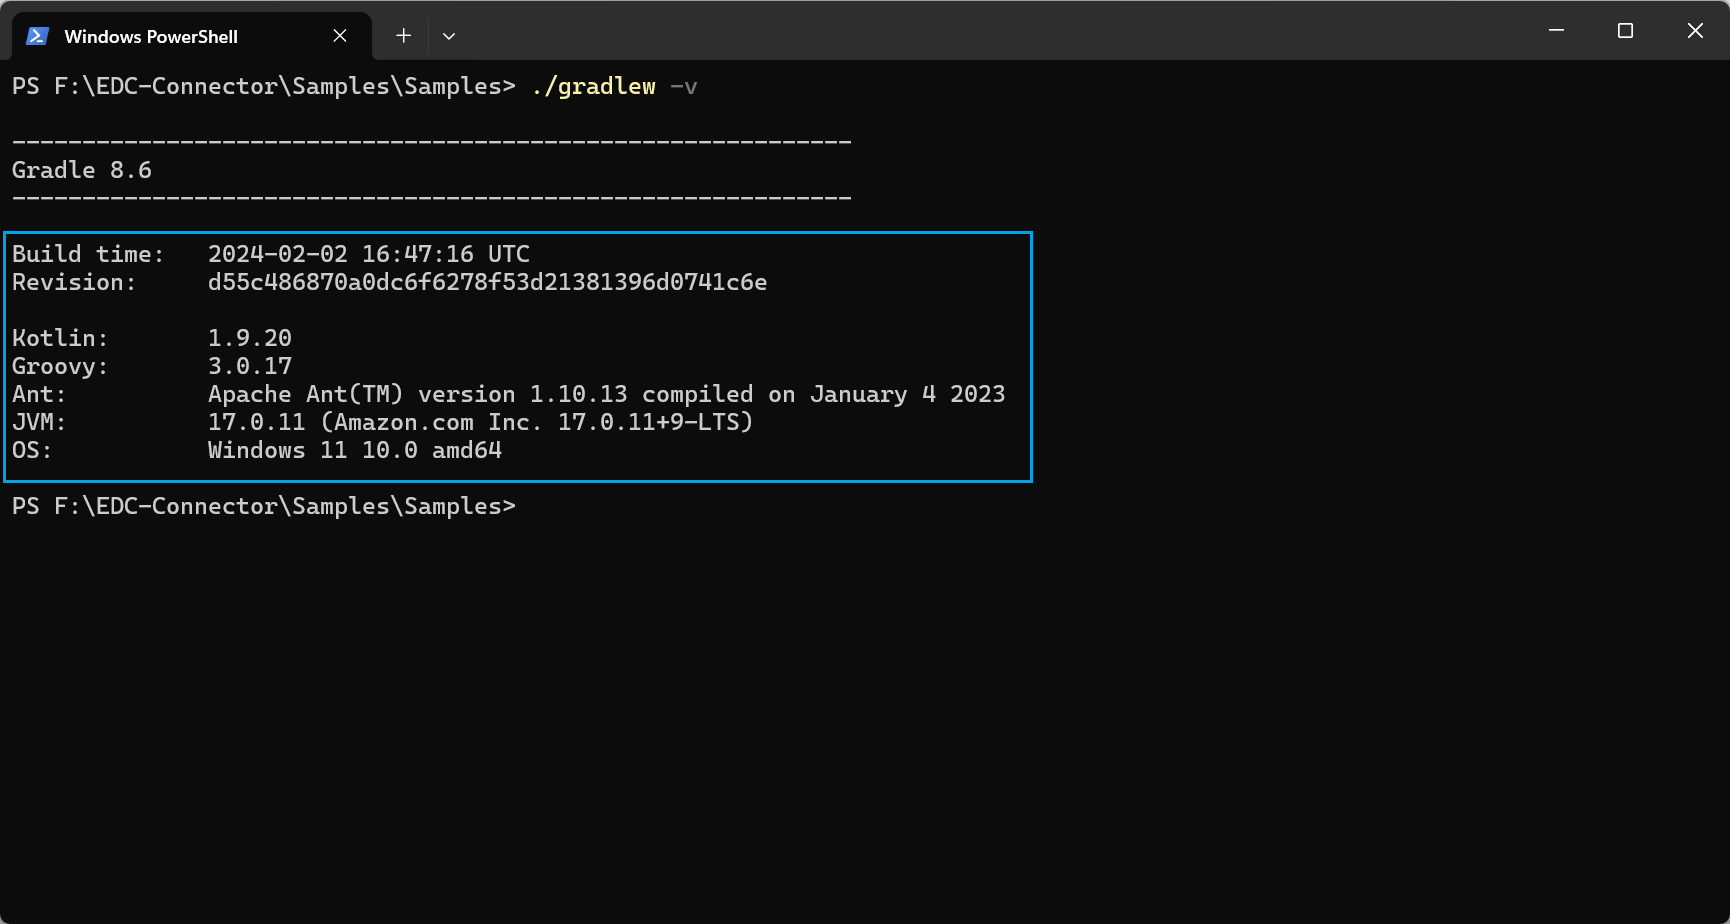 Windows PowerShell
PS F:\EDC-Connector\Samples\Samples> ./gradlew -v
------------------------------------------------------------
Gradle 8.6
------------------------------------------------------------
Build time:   2024-02-02 16:47:16 UTC
Revision:     d55c486870a0dc6f6278f53d21381396d0741c6e
Kotlin:       1.9.20
Groovy:       3.0.17
Ant:          Apache Ant(TM) version 1.10.13 compiled on January 4 2023
JVM:          17.0.11 (Amazon.com Inc. 17.0.11+9-LTS)
OS:           Windows 11 10.0 amd64
PS F:\EDC-Connector\Samples\Samples>